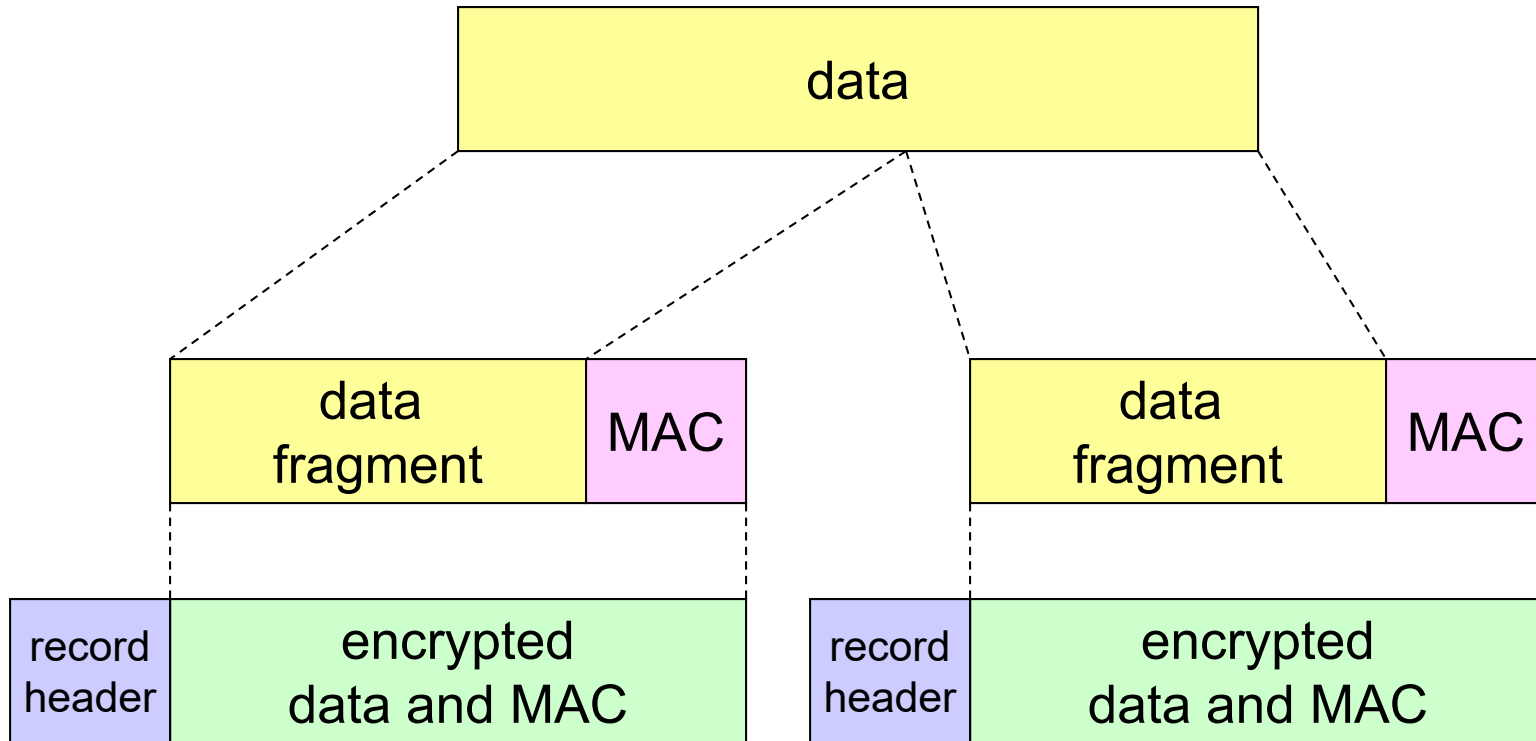 data
data
fragment
MAC
data
fragment
MAC
record
header
encrypted
data and MAC
record
header
encrypted
data and MAC